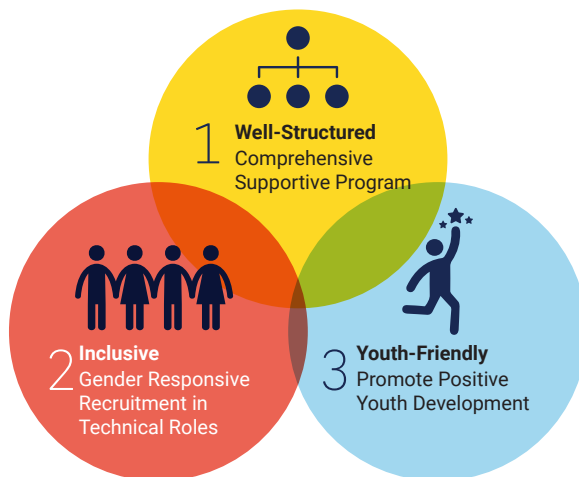 1
Well-Structured
Comprehensive
Supportive Program
2
Inclusive
Gender Responsive
Recruitment in
Technical Roles
3
Youth-Friendly
Promote Positive
Youth Development